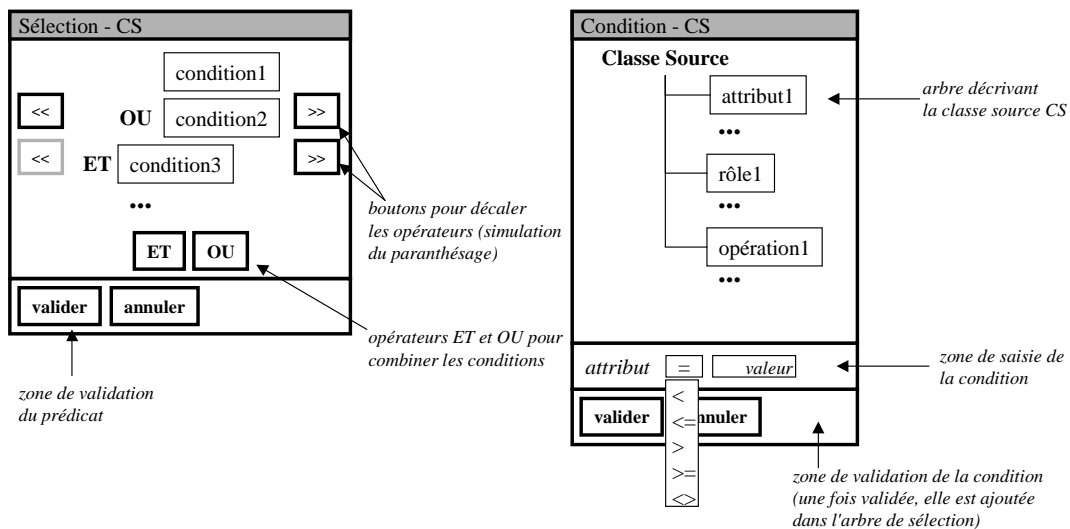 Sélection - CS
condition1
<<
OU
condition2
>>
<<
ET
condition3
>>
...
ET
OU
valider
annuler
boutons pour décaler
les opérateurs (simulation
du paranthésage)
opérateurs ET et OU pour
combiner les conditions
zone de validation
du prédicat
Condition - CS
Classe Source
attribut1
...
rôle1
...
opération1
...
arbre décrivant
la classe source CS
attribut
=
valeur
<
<=
>
>=
<>
valider
nnuler
zone de saisie de
la condition
zone de validation de la condition
(une fois validée, elle est ajoutée
dans l'arbre de sélection)